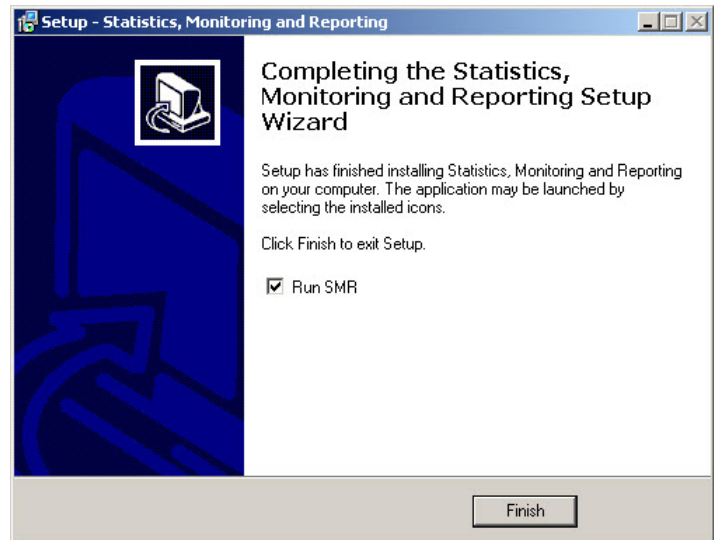 Setup - Statistics, Monitoring and Reporting
Completing the Statistics,
Monitoring and Reporting Setup
Wizard
Setup has finished installing Statistics, Monitoring and Reporting
on your computer. The application may be launched by
selecting the installed icons.
Click Finish to exit Setup.
Run SMR
Finish